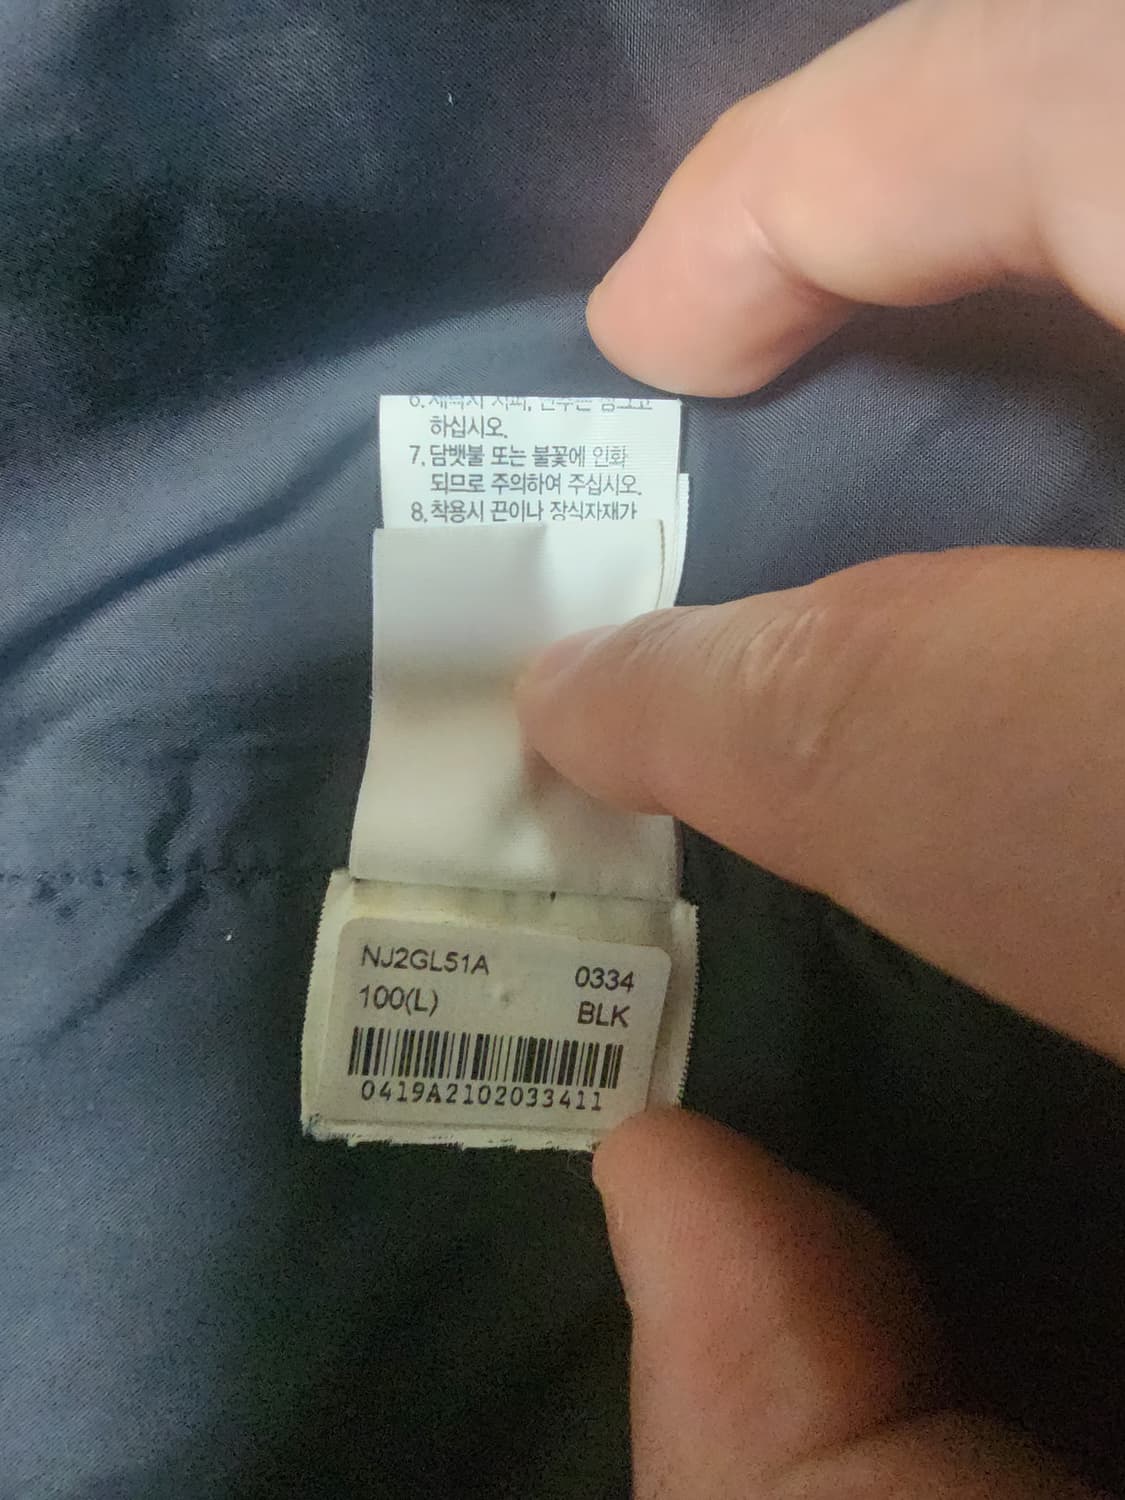 하십시오.
7. 담뱃불 또는 불꽃에 인화
되므로 주의하여 주십시오.
8. 착용시 끈이나 장식자재가
NJ2GL51A 0334
100(L) BLK
0419A2102033411